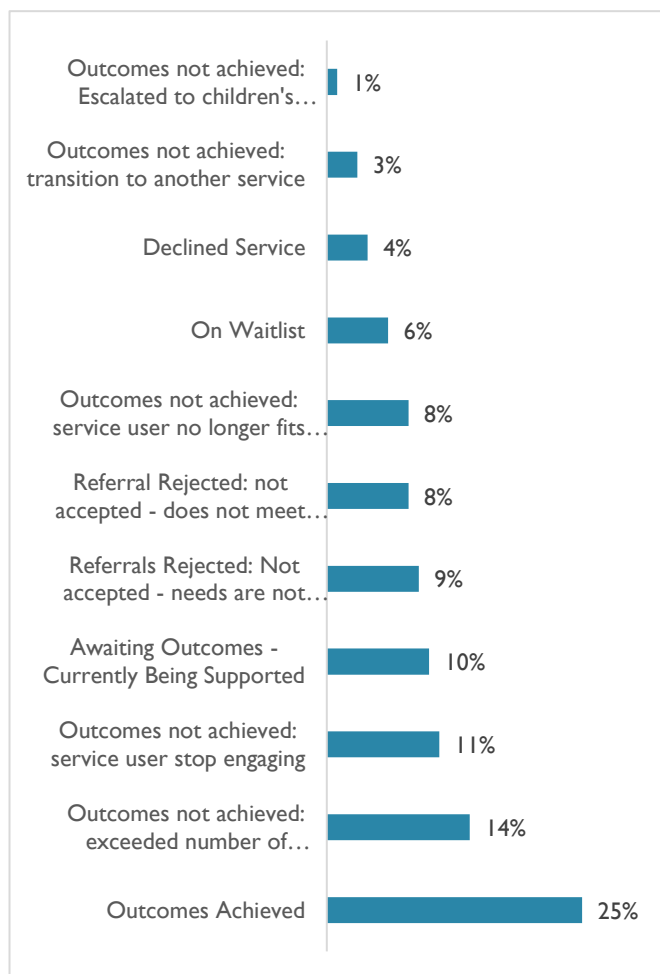 Outcomes not achieved:
Escalated to children's…
1%
Outcomes not achieved:
transition to another service
3%
Declined Service
4%
On Waitlist
6%
Outcomes not achieved:
service user no longer fits…
8%
Referral Rejected: not
accepted - does not meet…
8%
Referrals Rejected: Not
accepted - needs are not…
9%
Awaiting Outcomes -
Currently Being Supported
10%
Outcomes not achieved:
service user stop engaging
11%
Outcomes not achieved:
exceeded number of…
14%
Outcomes Achieved
25%